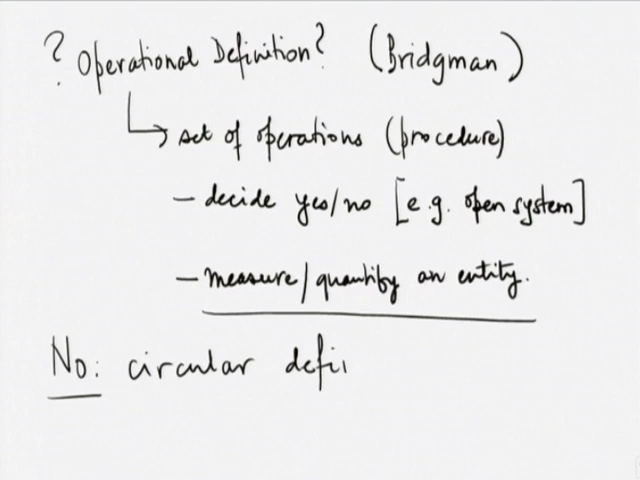 ? Operational Definition? (Bridgman)
↳ set of operations (procedure)
- decide yes/no [e.g. open system]
- measure/quantify an entity.
No: circular defi